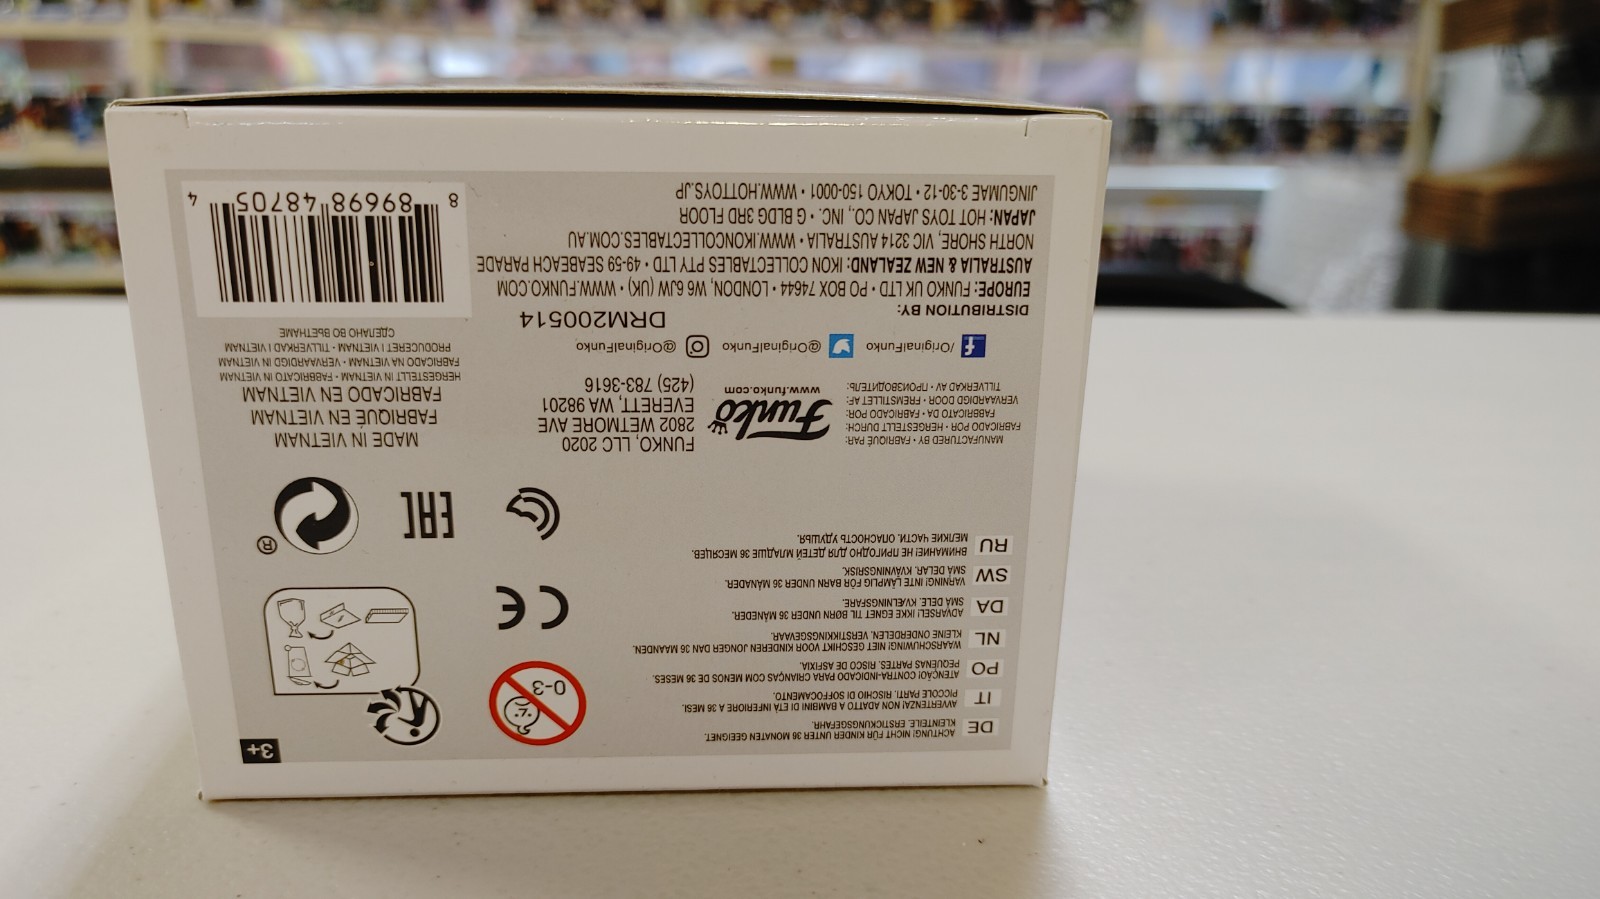 3+
DE
ACHTUNG! NICHT FÜR KINDER UNTER 36 MONATEN GEEIGNET.
KLEINTEILE. ERSTICKUNGSGEFAHR.
IT
AVVERTENZA! NON ADATTO A BAMBINI DI ETÀ INFERIORE A 36 MESI.
PICCOLE PARTI. RISCHI DI SOFFOCAMENTO.
PO
ATENÇÃO! CONTRA-INDICADO PARA CRIANÇAS COM MENOS DE 36 MESES.
PEQUENAS PARTES. RISCO DE ASFIXIA.
NL
WAARSCHUWING! NIET GESCHIKT VOOR KINDEREN JONGER DAN 36 MAANDEN.
KLEINE ONDERDELEN. VERSTIKKINGSGEVAAR.
DA
ADVARSEL! IKKE EGNET TIL BØRN UNDER 36 MÅNEDER.
SMÅ DELE. KVÆLNINGSFARE.
SW
VARNING! INTE LÄMPLIG FÖR BARN UNDER 36 MÅNADER.
SMÅ DELAR. KVÄVNINGSRISK.
RU
ВНИМАНИЕ! НЕ ПРИГОДНО ДЛЯ ДЕТЕЙ МЛАДШЕ 36 МЕСЯЦЕВ.
МЕЛКИЕ ЧАСТИ. ОПАСНОСТЬ УДУШЬЯ.
0-3
CE
EAC
®
MANUFACTURED BY • FABRIQUÉ PAR:
FABRICADO POR • HERGESTELLT DURCH:
FABBRICATO DA • FABRICADO POR:
VERVAARDIGD DOOR • FREMSTILLET AF:
TILLVERKAD AV • ПРОИЗВОДИТЕЛЬ:
Funko
www.funko.com
FUNKO, LLC 2020
2802 WETMORE AVE
EVERETT, WA 98201
(425) 783-3616
MADE IN VIETNAM
FABRIQUÉ EN VIETNAM
FABRICADO EN VIETNAM
HERGESTELLT IN VIETNAM • FABBRICATO IN VIETNAM
FABRICADO NA VIETNAM • VERVAARDIGD IN VIETNAM
PRODUCERET I VIETNAM • TILLVERKAD I VIETNAM
СДЕЛАНО ВО ВЬЕТНАМЕ
/OriginalFunko
@OriginalFunko
@OriginalFunko
DRM200514
DISTRIBUTION BY:
EUROPE: FUNKO UK LTD • PO BOX 74644 • LONDON, W6 6JW (UK) • WWW.FUNKO.COM
AUSTRALIA & NEW ZEALAND: IKON COLLECTABLES PTY LTD • 49-59 SEABEACH PARADE
NORTH SHORE, VIC 3214 AUSTRALIA • WWW.IKONCOLLECTABLES.COM.AU
JAPAN: HOT TOYS JAPAN CO., INC. • G BLDG 3RD FLOOR
JINGUMAE 3-30-12 • TOKYO 150-0001 • WWW.HOTTOYS.JP
8 89698 48705 4